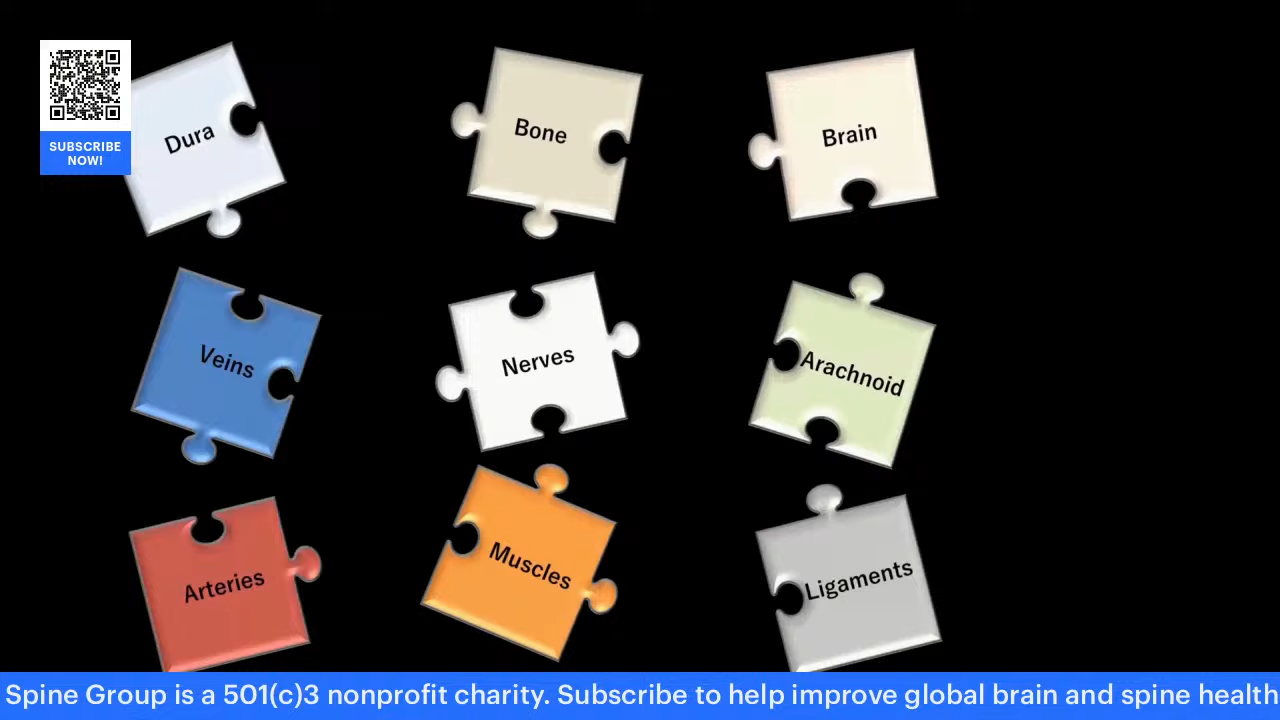 SUBSCRIBE
NOW!
Dura
Bone
Brain
Veins
Nerves
Arachnoid
Arteries
Muscles
Ligaments
Spine Group is a 501(c)3 nonprofit charity. Subscribe to help improve global brain and spine health